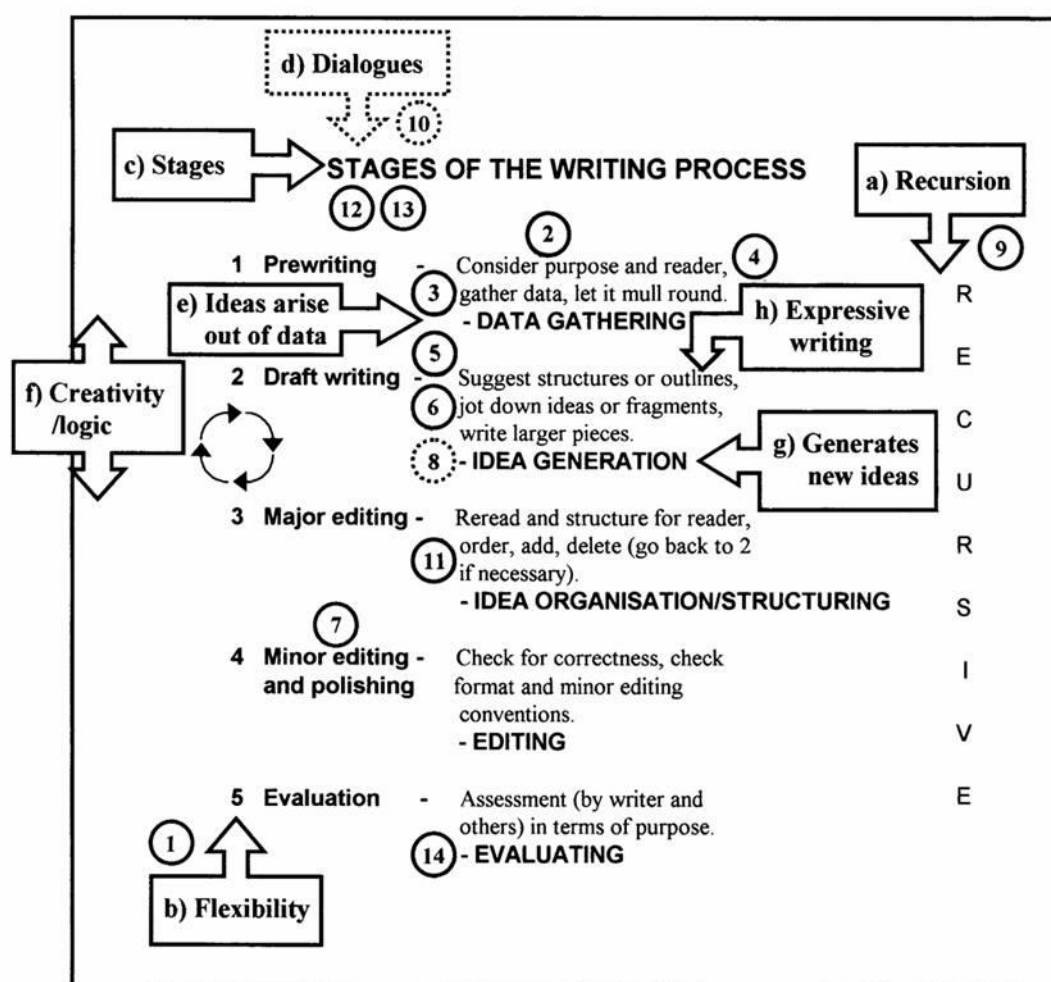 d) Dialogues
10
c) Stages
STAGES OF THE WRITING PROCESS
12 13
a) Recursion
9
2
4
1 Prewriting - Consider purpose and reader,
3 gather data, let it mull round.
- DATA GATHERING
e) Ideas arise
out of data
h) Expressive
writing
5
f) Creativity
/logic
2 Draft writing - Suggest structures or outlines,
6 jot down ideas or fragments,
write larger pieces.
8 - IDEA GENERATION
g) Generates
new ideas
3 Major editing - Reread and structure for reader,
11 order, add, delete (go back to 2
if necessary).
- IDEA ORGANISATION/STRUCTURING
7
4 Minor editing - Check for correctness, check
and polishing format and minor editing
conventions.
- EDITING
5 Evaluation - Assessment (by writer and
others) in terms of purpose.
14 - EVALUATING
1
b) Flexibility
R
E
C
U
R
S
I
V
E